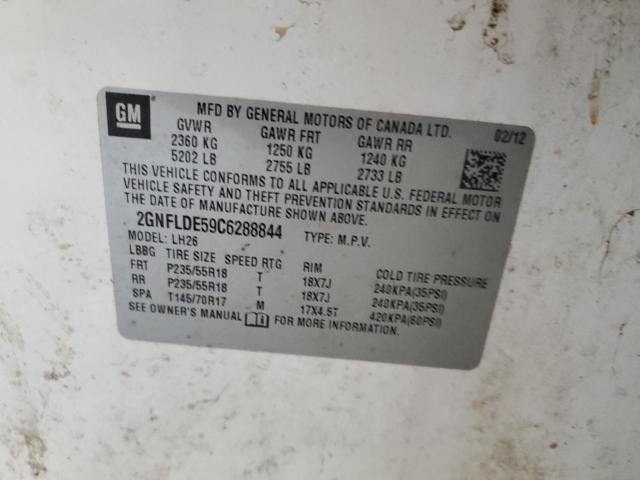 GM MFD BY GENERAL MOTORS OF CANADA LTD. 02/12
GVWR GAWR FRT GAWR RR
2360 KG 1250 KG 1240 KG
5202 LB 2755 LB 2733 LB
THIS VEHICLE CONFORMS TO ALL APPLICABLE U.S. FEDERAL MOTOR
VEHICLE SAFETY AND THEFT PREVENTION STANDARDS IN EFFECT ON
THE DATE OF MANUFACTURE SHOWN ABOVE.
2GNFLDE59C6288844 TYPE: M.P.V.
MODEL: LH26
LBBG TIRE SIZE SPEED RTG RIM COLD TIRE PRESSURE
FRT P235/55R18 T 18X7J 240KPA(35PSI)
RR P235/55R18 T 18X7J 240KPA(35PSI)
SPA T145/70R17 M 17X4.5T 420KPA(60PSI)
SEE OWNER'S MANUAL FOR MORE INFORMATION.